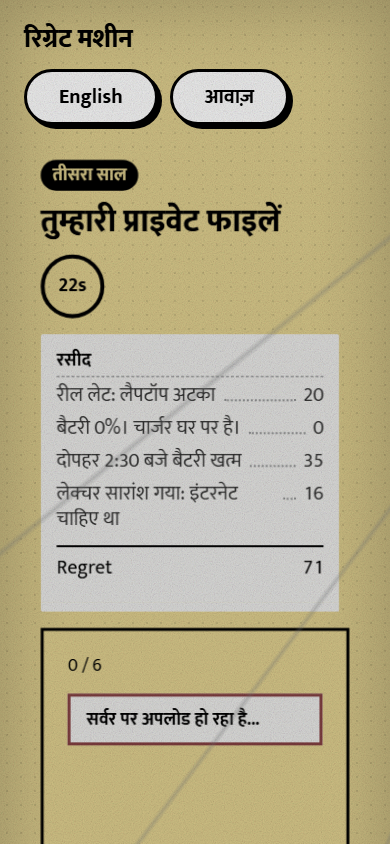 रिग्रेट मशीन
English
आवाज़
तीसरा साल
तुम्हारी प्राइवेट फाइलें
22s
रसीद
रील लेट: लैपटॉप अटका 20
बैटरी 0%। चार्जर घर पर है। 0
दोपहर 2:30 बजे बैटरी खत्म 35
लेक्चर सारांश गया: इंटरनेट 16
चाहिए था
Regret 71
0 / 6
सर्वर पर अपलोड हो रहा है...